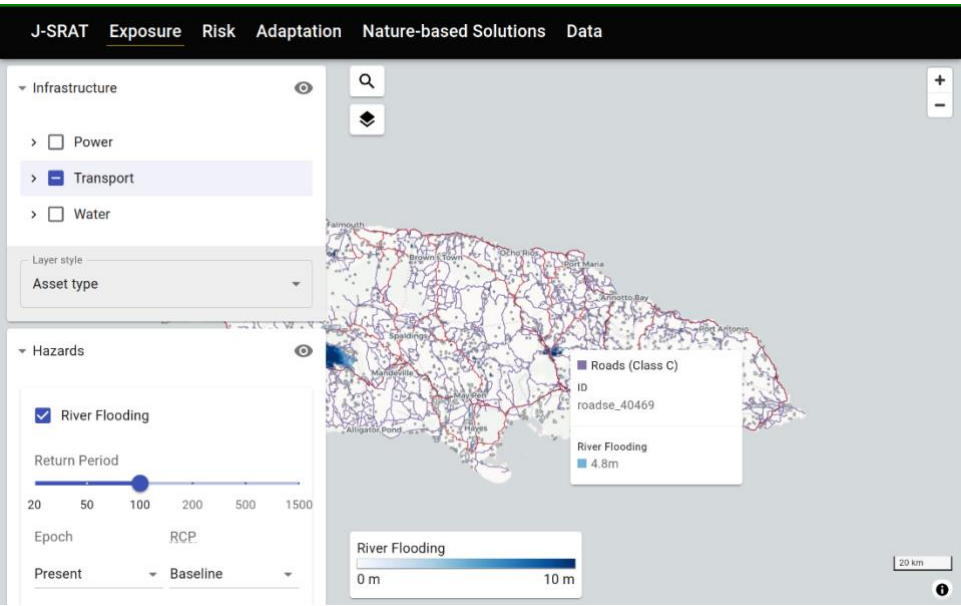 J-SRAT Exposure Risk Adaptation Nature-based Solutions Data
Infrastructure
Power
Transport
Water
Layer style
Asset type
Hazards
River Flooding
Return Period
20 50 100 200 500 1500
Epoch RCP
Present Baseline
Falmouth
Brown's Town
Ocho Rios
Port Maria
Annotto Bay
Port Antonio
Spaldings
Mandeville
May Pen
Alligator Pond
Hayes
Roads (Class C)
ID
roadse_40469
River Flooding
4.8m
River Flooding
0 m 10 m
20 km